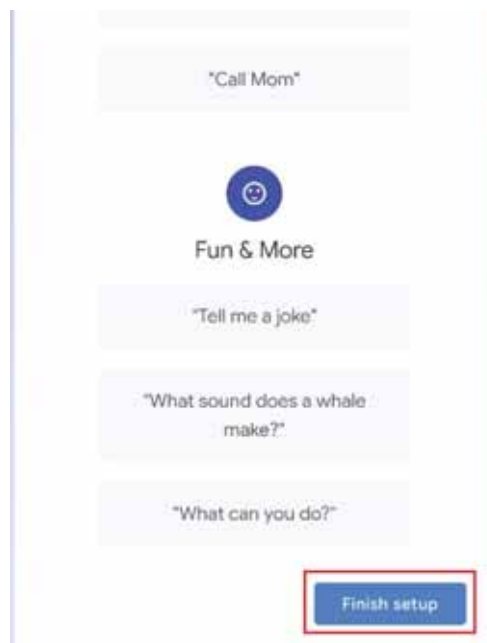 "Call Mom"
Fun & More
"Tell me a joke"
"What sound does a whale
make?"
"What can you do?"
Finish setup